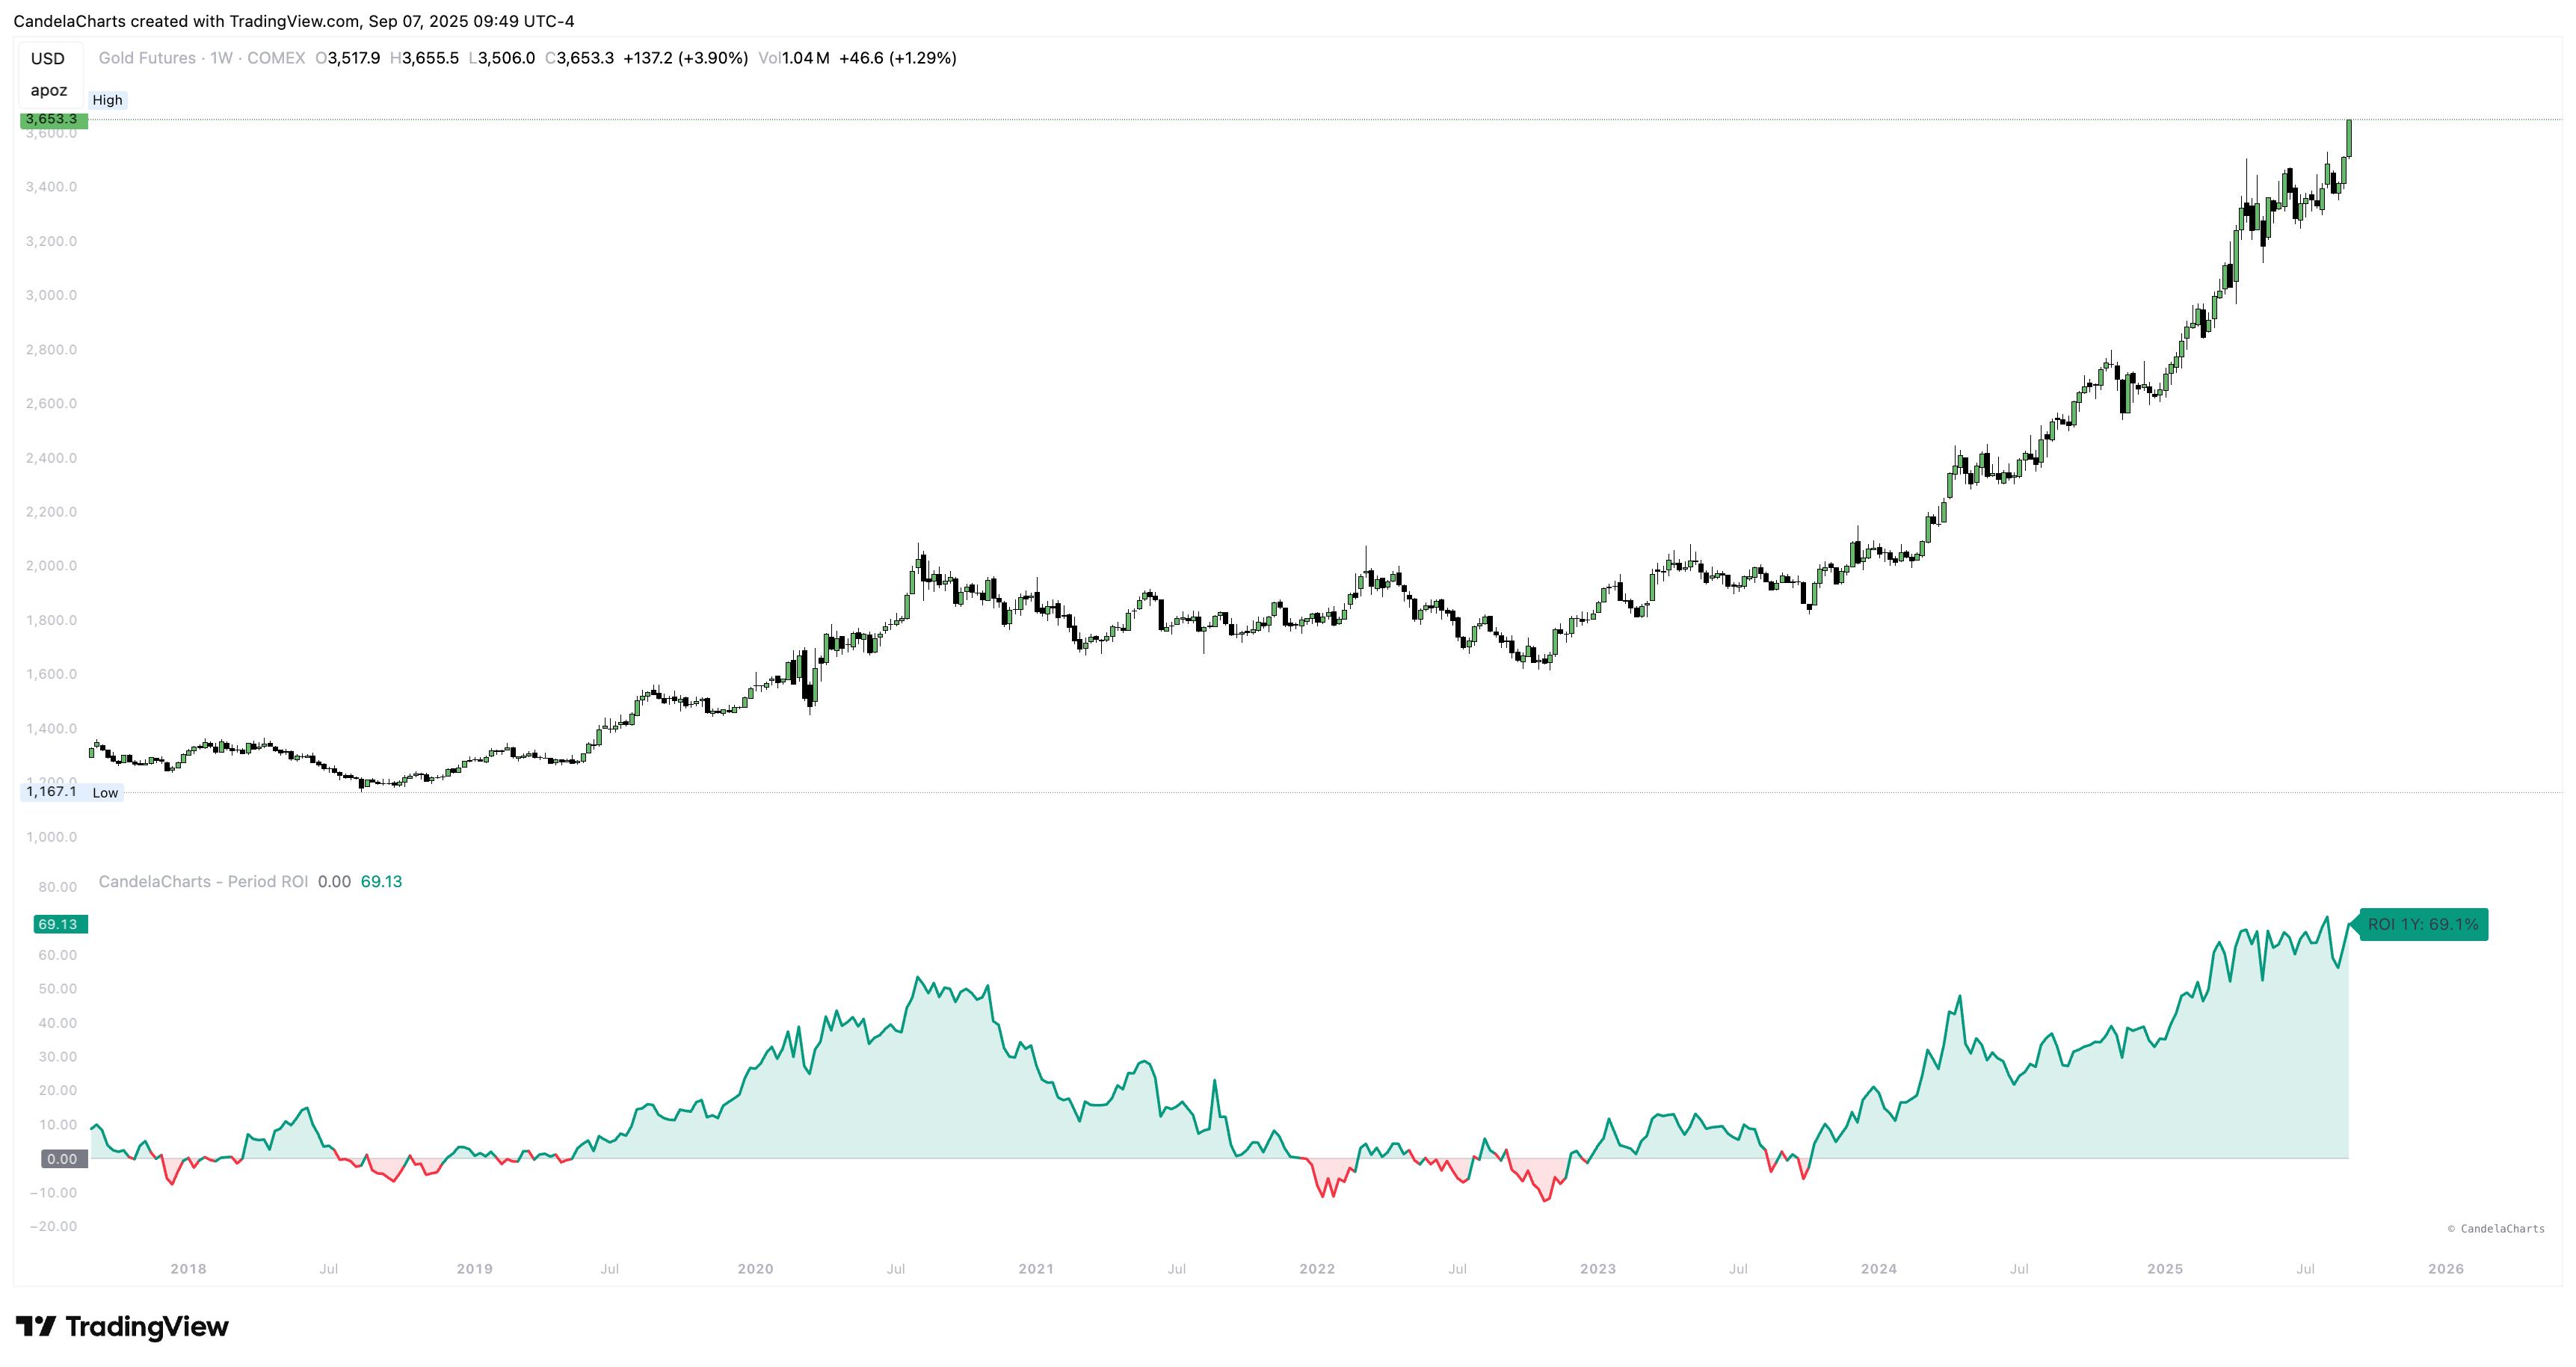 CandelaCharts created with TradingView.com, Sep 07, 2025 09:49 UTC-4
USD
apoz
Gold Futures · 1W · COMEX O3,517.9 H3,655.5 L3,506.0 C3,653.3 +137.2 (+3.90%) Vol1.04 M +46.6 (+1.29%)
High
3,653.3
3,600.0
3,400.0
3,200.0
3,000.0
2,800.0
2,600.0
2,400.0
2,200.0
2,000.0
1,800.0
1,600.0
1,400.0
1,200.0
1,167.1 Low
1,000.0
CandelaCharts - Period ROI 0.00 69.13
80.00
69.13
ROI 1Y: 69.1%
60.00
50.00
40.00
30.00
20.00
10.00
0.00
−10.00
−20.00
© CandelaCharts
2018 Jul 2019 Jul 2020 Jul 2021 Jul 2022 Jul 2023 Jul 2024 Jul 2025 Jul 2026
TradingView